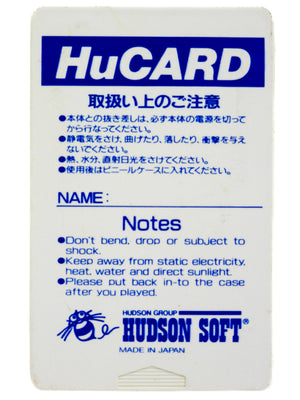 HuCARD
取扱い上のご注意
●本体との抜き差しは、必ず本体の電源を切って
から行なってください。
●静電気をさけ、曲げたり、落したり、衝撃を与え
ないでください。
●熱、水分、直射日光をさけてください。
●使用後はビニールケースに入れてください。
NAME:
Notes
●Don't bend, drop or subject to
shock.
●Keep away from static electricity,
heat, water and direct sunlight.
●Please put back in-to the case
after you played.
HUDSON GROUP
HUDSON SOFT®
MADE IN JAPAN